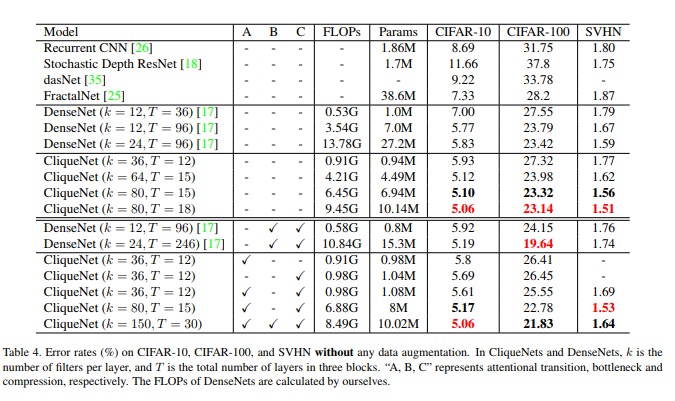 Model A B C FLOPs Params CIFAR-10 CIFAR-100 SVHN
Recurrent CNN [26] - - - - 1.86M 8.69 31.75 1.80
Stochastic Depth ResNet [18] - - - - 1.7M 11.66 37.8 1.75
dasNet [35] - - - - - 9.22 33.78 -
FractalNet [25] - - - - 38.6M 7.33 28.2 1.87
DenseNet (k = 12, T = 36) [17] - - - 0.53G 1.0M 7.00 27.55 1.79
DenseNet (k = 12, T = 96) [17] - - - 3.54G 7.0M 5.77 23.79 1.67
DenseNet (k = 24, T = 96) [17] - - - 13.78G 27.2M 5.83 23.42 1.59
CliqueNet (k = 36, T = 12) - - - 0.91G 0.94M 5.93 27.32 1.77
CliqueNet (k = 64, T = 15) - - - 4.21G 4.49M 5.12 23.98 1.62
CliqueNet (k = 80, T = 15) - - - 6.45G 6.94M 5.10 23.32 1.56
CliqueNet (k = 80, T = 18) - - - 9.45G 10.14M 5.06 23.14 1.51
DenseNet (k = 12, T = 96) [17] - ✓ ✓ 0.58G 0.8M 5.92 24.15 1.76
DenseNet (k = 24, T = 246) [17] - ✓ ✓ 10.84G 15.3M 5.19 19.64 1.74
CliqueNet (k = 36, T = 12) ✓ - - 0.91G 0.98M 5.8 26.41 -
CliqueNet (k = 36, T = 12) - - ✓ 0.98G 1.04M 5.69 26.45 -
CliqueNet (k = 36, T = 12) ✓ - ✓ 0.98G 1.08M 5.61 25.55 1.69
CliqueNet (k = 80, T = 15) ✓ - ✓ 6.88G 8M 5.17 22.78 1.53
CliqueNet (k = 150, T = 30) ✓ ✓ ✓ 8.49G 10.02M 5.06 21.83 1.64
Table 4. Error rates (%) on CIFAR-10, CIFAR-100, and SVHN without any data augmentation. In CliqueNets and DenseNets, k is the
number of filters per layer, and T is the total number of layers in three blocks. “A, B, C” represents attentional transition, bottleneck and
compression, respectively. The FLOPs of DenseNets are calculated by ourselves.